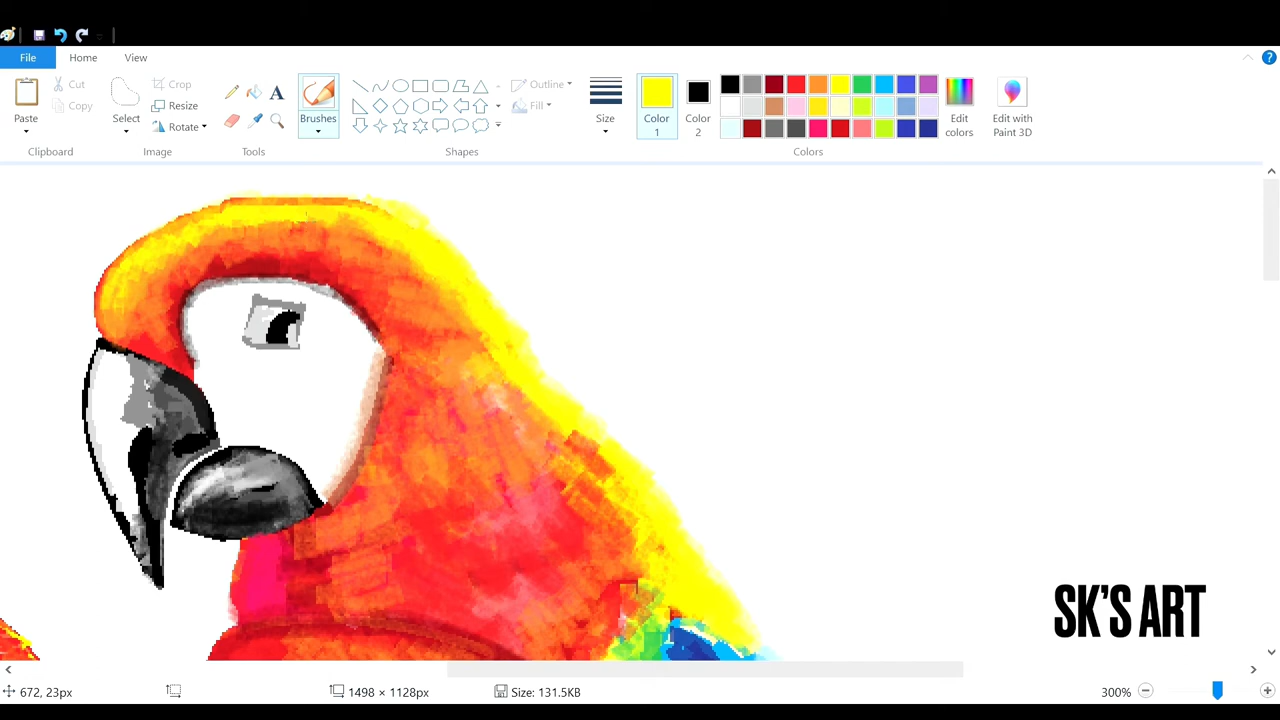 File Home View
Paste Cut Copy Select Crop Resize Rotate Brushes Outline Fill Size Color 1 Color 2 Edit colors Edit with Paint 3D
Clipboard Image Tools Shapes Colors
SK'S ART
672, 23px 1498 × 1128px Size: 131.5KB 300%